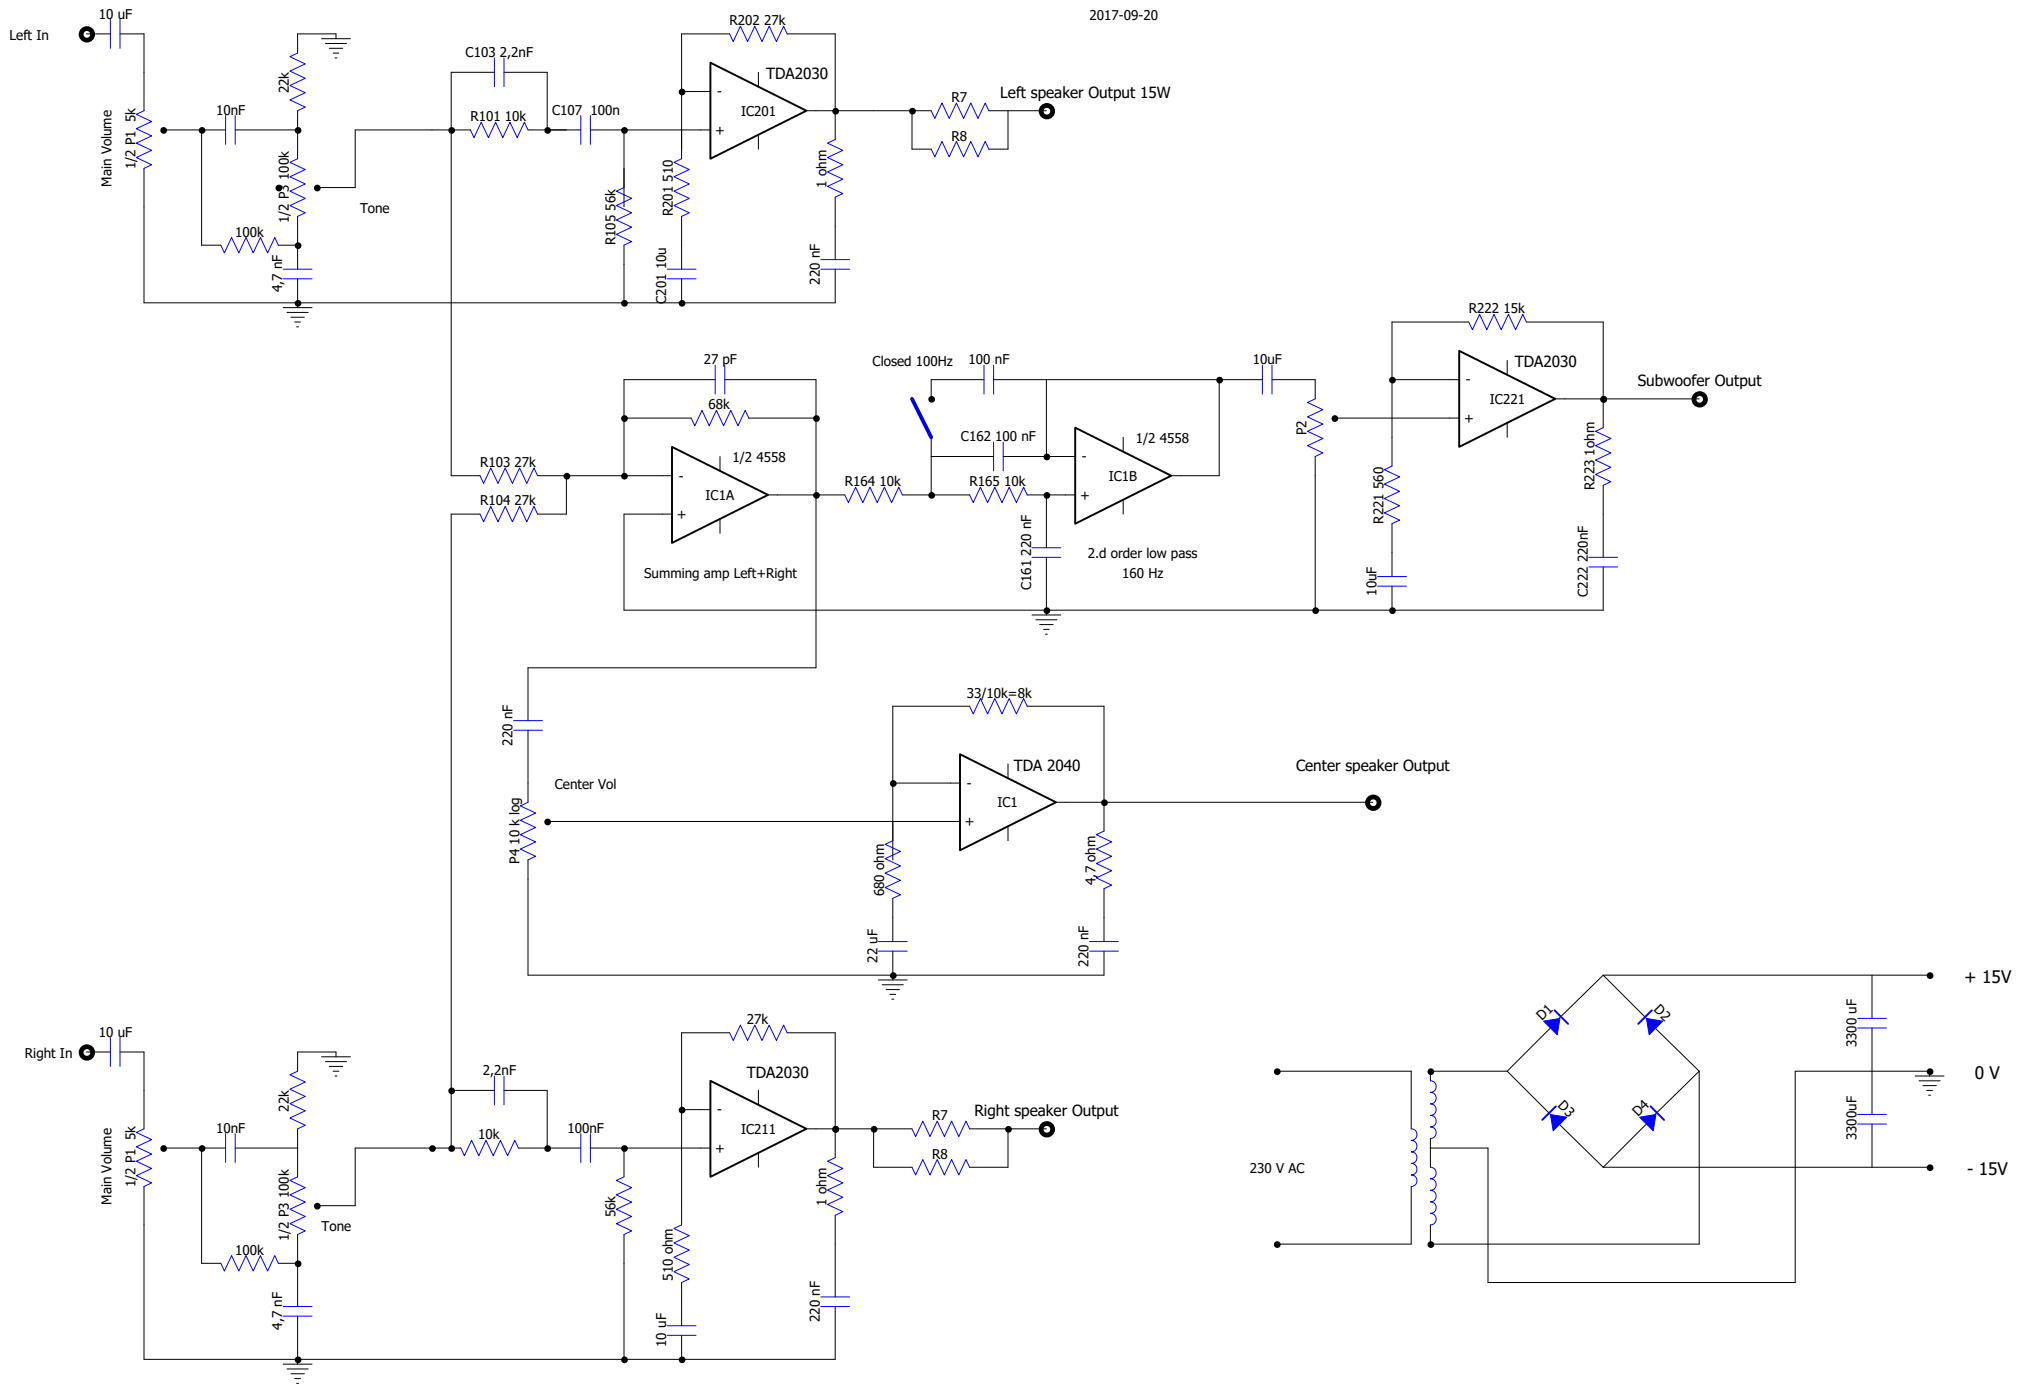 2017-09-20
10 uF
Left In
Main Volume
1/2 P1 5k
10nF
22k
1/2 P3 100k
100k
4,7 nF
Tone
C103 2,2nF
R101 10k
C107 100n
R105 56k
R202 27k
TDA2030
-
IC201
+
R201 510
C201 10u
1 ohm
220 nF
R7
R8
Left speaker Output 15W
27 pF
68k
R103 27k
R104 27k
1/2 4558
-
IC1A
+
Summing amp Left+Right
Closed 100Hz
100 nF
C162 100 nF
R164 10k
R165 10k
C161 220 nF
1/2 4558
-
IC1B
+
2.d order low pass
160 Hz
10uF
P2
R222 15k
TDA2030
-
IC221
+
R221 560
10uF
R223 1ohm
C222 220nF
Subwoofer Output
220 nF
Center Vol
P4 10 k log
33/10k=8k
TDA 2040
-
IC1
+
680 ohm
22 uF
4,7 ohm
220 nF
Center speaker Output
10 uF
Right In
Main Volume
1/2 P1 5k
10nF
22k
1/2 P3 100k
100k
4,7 nF
Tone
2,2nF
10k
100nF
56k
27k
TDA2030
-
IC211
+
510 ohm
10 uF
1 ohm
220 nF
R7
R8
Right speaker Output
230 V AC
D1
D2
D3
D4
3300 uF
3300uF
+ 15V
0 V
- 15V